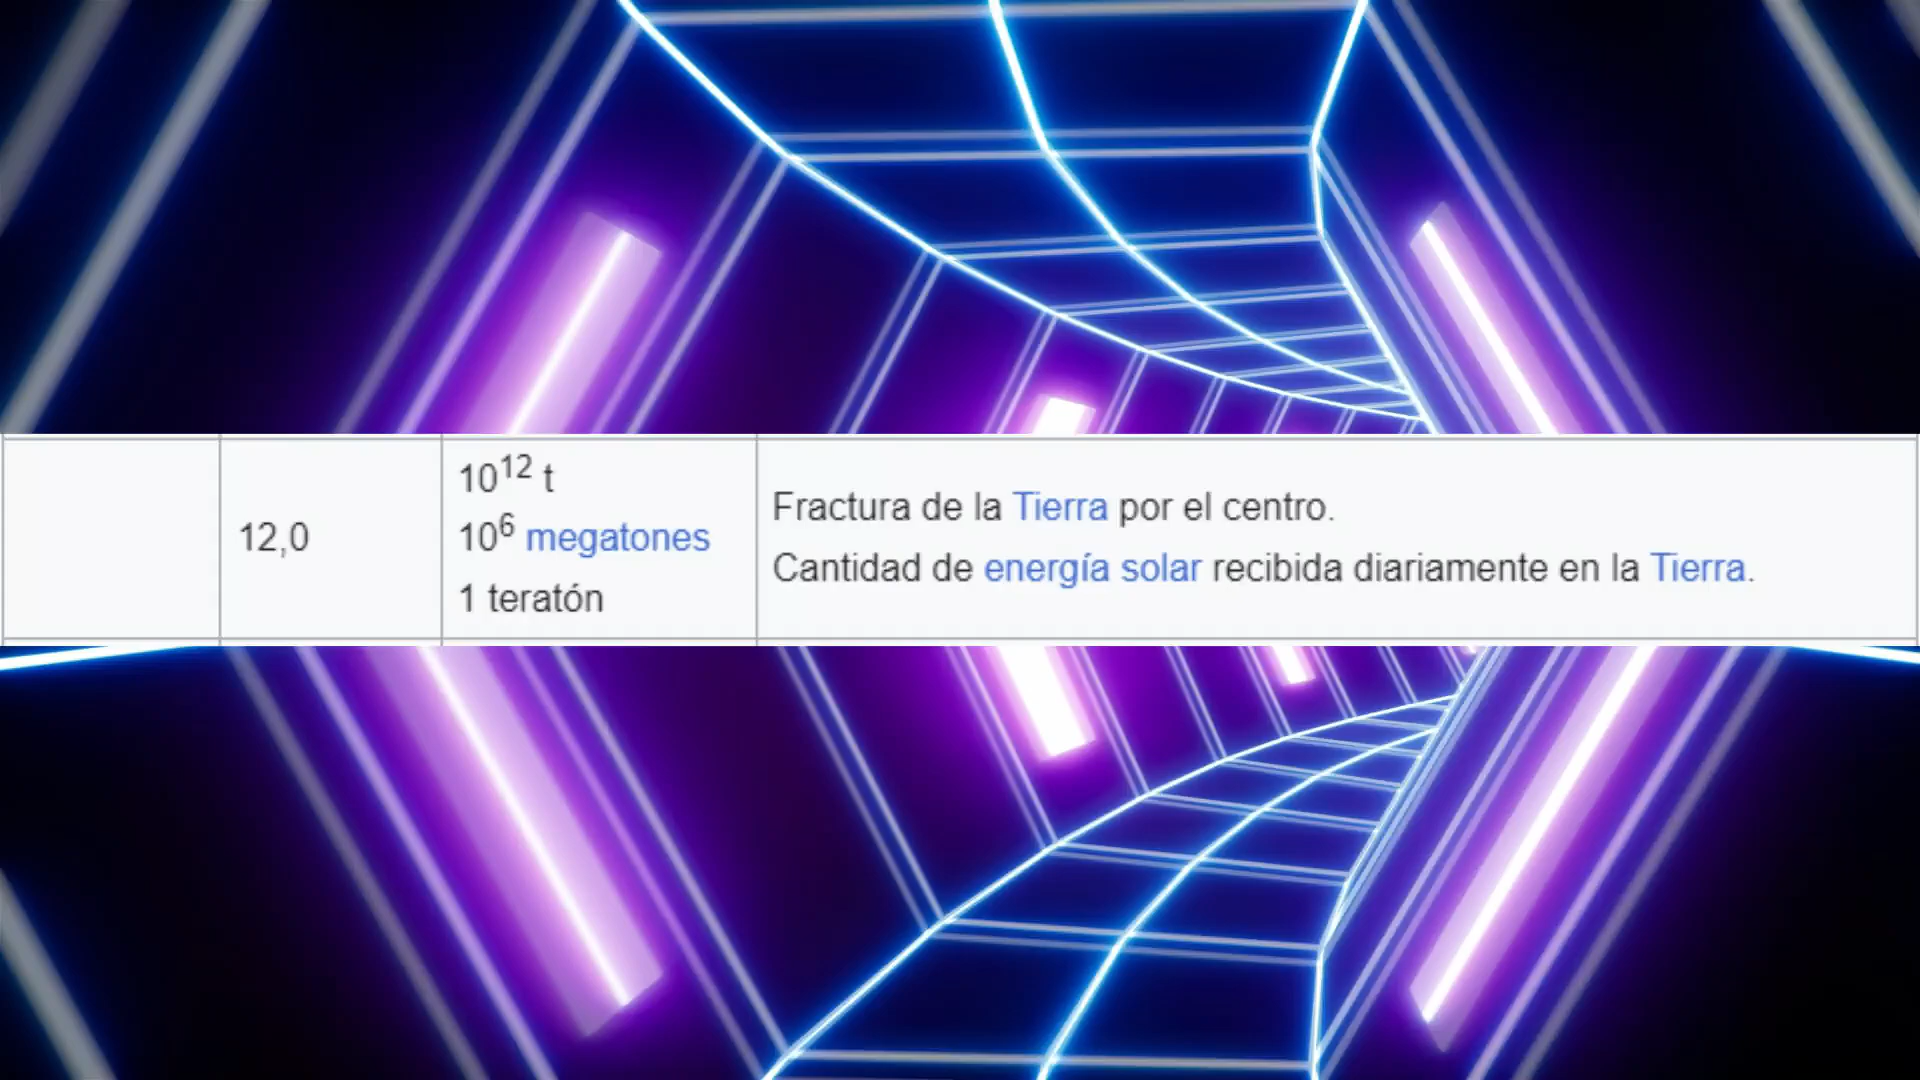 12,0
10¹² t
10⁶ megatones
1 teratón
Fractura de la Tierra por el centro.
Cantidad de energía solar recibida diariamente en la Tierra.